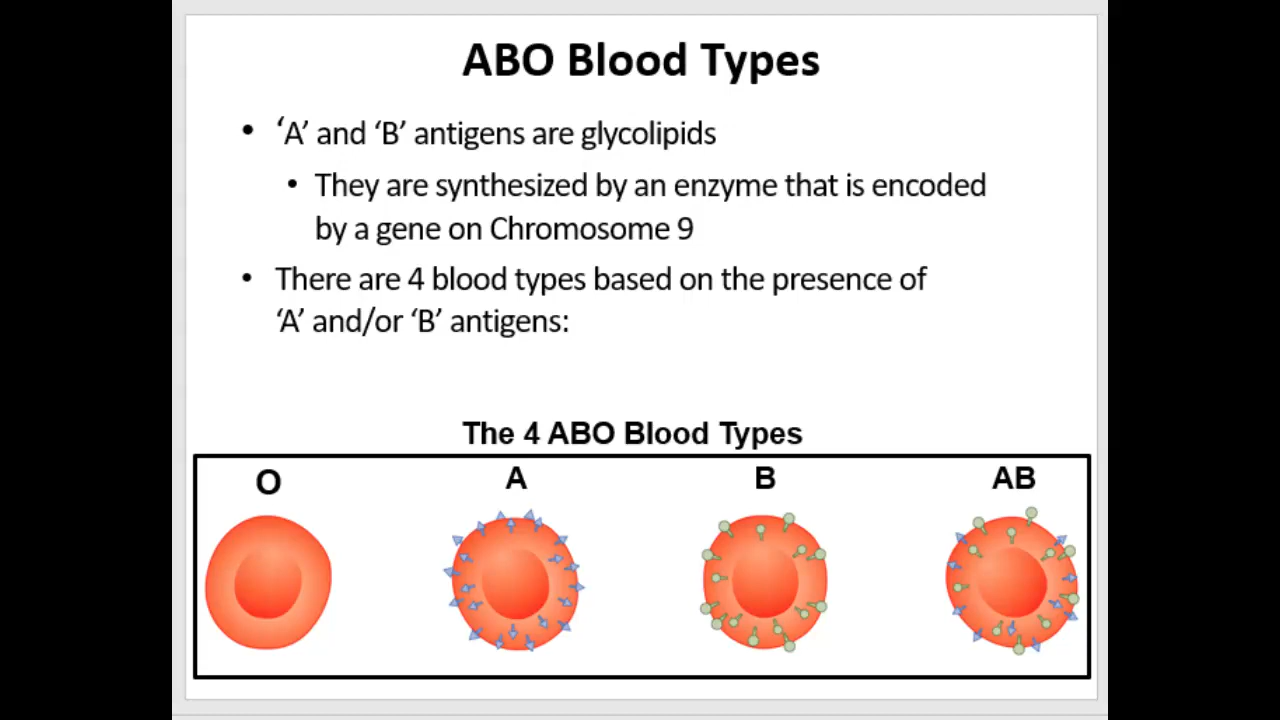 ABO Blood Types
• ‘A’ and ‘B’ antigens are glycolipids
• They are synthesized by an enzyme that is encoded
by a gene on Chromosome 9
• There are 4 blood types based on the presence of
‘A’ and/or ‘B’ antigens:
The 4 ABO Blood Types
O A B AB